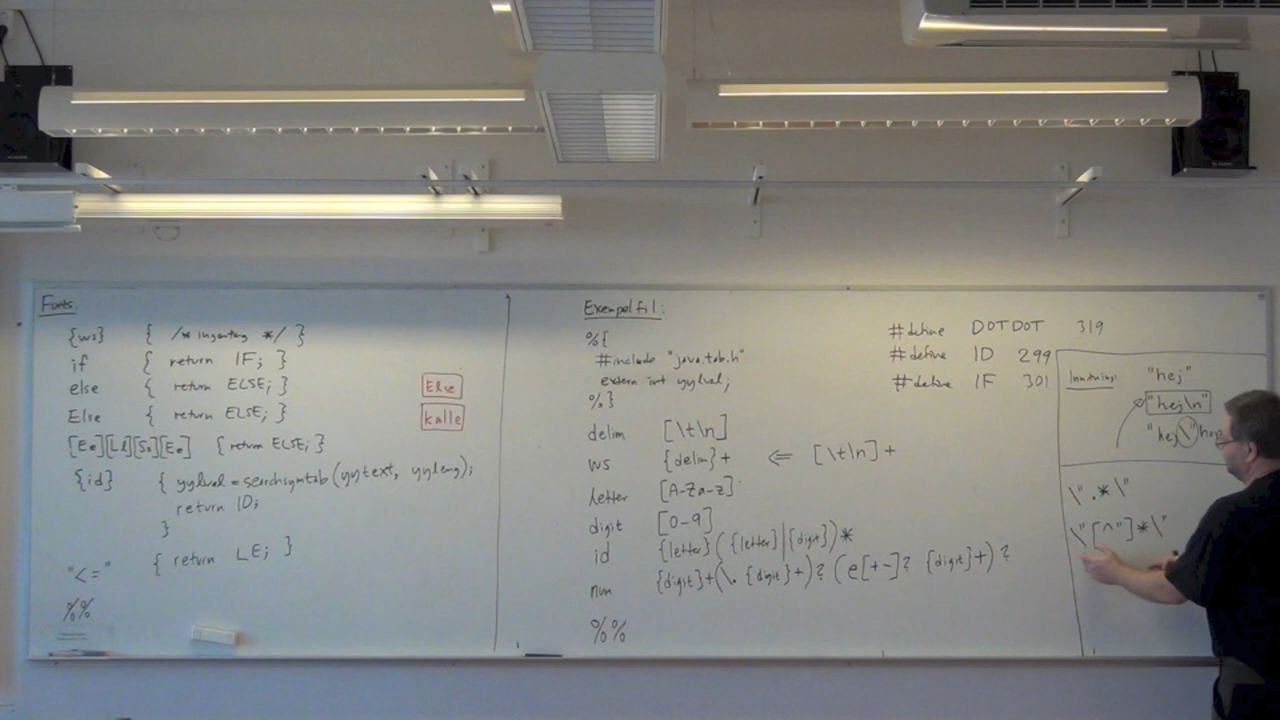 Forts.
{ws} { /* ingenting */ }
if { return IF; }
else { return ELSE; }
Else { return ELSE; }
[Ee][Ll][Ss][Ee] { return ELSE; }
{id} { yylval = searchsymtab(yytext, yyleng);
return ID;
}
"<=" { return LE; }
%%
ELse
kalle
Exempelfil:
%{
#include "java.tab.h"
extern int yylval;
%}
delim [\t\n]
ws {delim}+ ⇐ [\t\n]+
letter [A-Za-z]
digit [0-9]
id {letter}({letter}|{digit})*
num {digit}+(\.{digit}+)?(e[+-]?{digit}+)?
%%
#define DOTDOT 319
#define ID 299
#define IF 301
"hej"
"hej\n"
"hej\"hopp
\".*\"
\"[^"]*\"